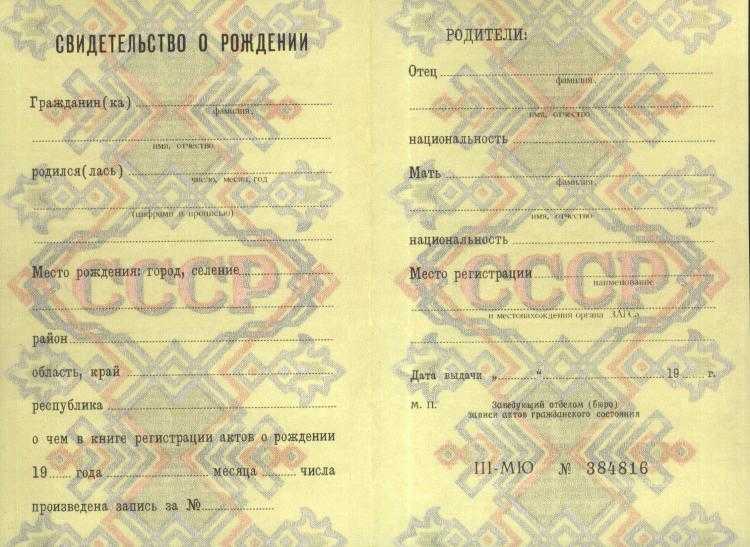 СВИДЕТЕЛЬСТВО О РОЖДЕНИИ
Гражданин(ка)
фамилия,
имя, отчество
родился(лась)
число, месяц, год
(цифрами и прописью)
Место рождения: город, селение
район
область, край
республика
о чем в книге регистрации актов о рождении
19 года месяца числа
произведена запись за №
СССР
РОДИТЕЛИ:
Отец
фамилия,
имя, отчество
национальность
Мать
фамилия,
имя, отчество
национальность
Место регистрации
наименование
и местонахождения органа ЗАГСа
Дата выдачи „ “ 19 г.
М. П. Заведующий отделом (бюро)
записи актов гражданского состояния
III-МЮ № 384816
СССР